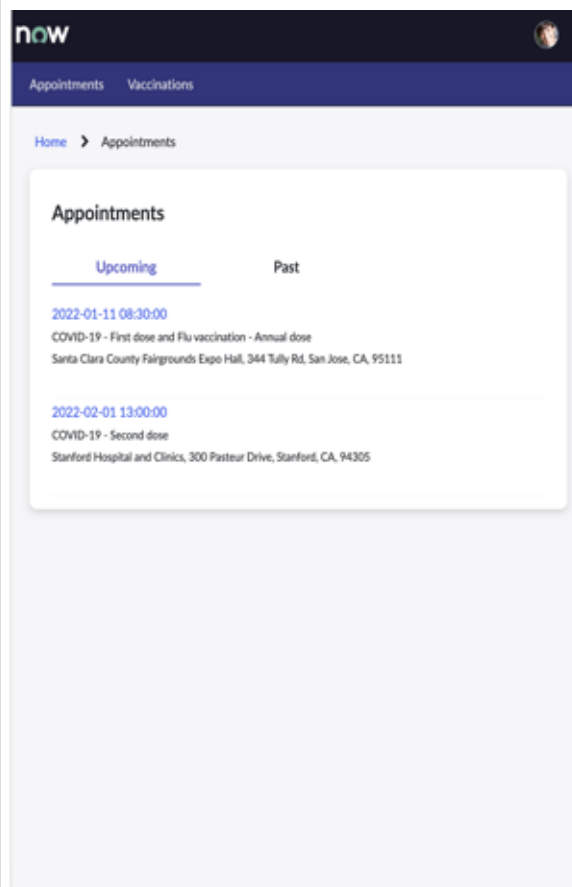 now
Appointments Vaccinations
Home > Appointments
Appointments
Upcoming Past
2022-01-11 08:30:00
COVID-19 - First dose and Flu vaccination - Annual dose
Santa Clara County Fairgrounds Expo Hall, 344 Tully Rd, San Jose, CA, 95111
2022-02-01 13:00:00
COVID-19 - Second dose
Stanford Hospital and Clinics, 300 Pasteur Drive, Stanford, CA, 94305